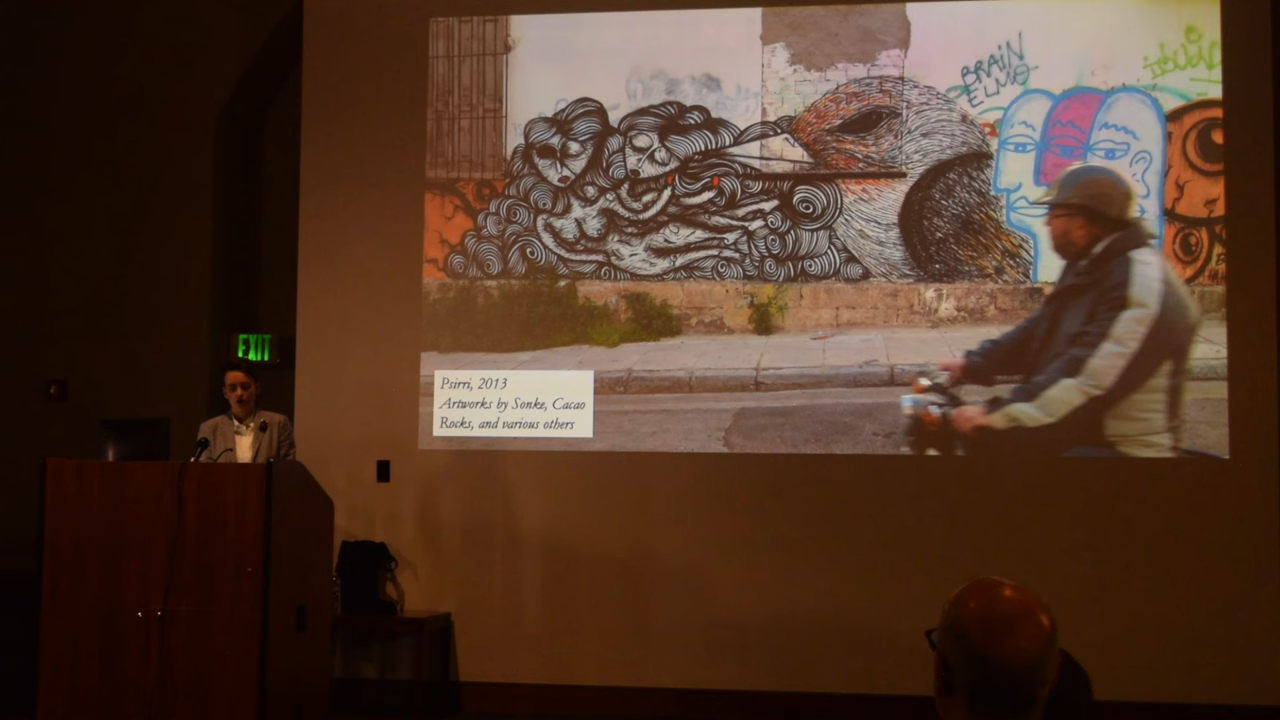 BRAiN
ELMO
EXIT
Psirri, 2013
Artworks by Sonke, Cacao
Rocks, and various others